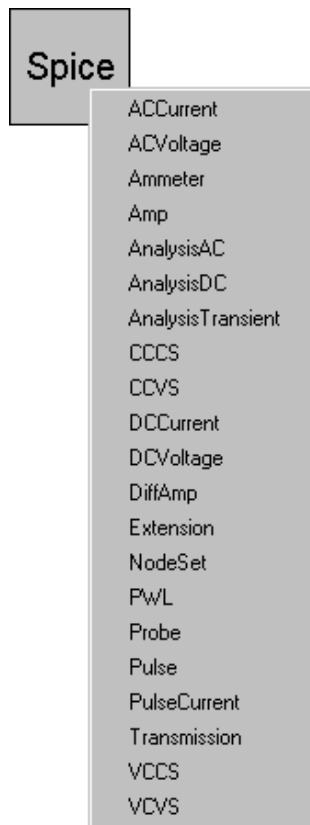 Spice
ACCurrent
ACVoltage
Ammeter
Amp
AnalysisAC
AnalysisDC
AnalysisTransient
CCCS
CCVS
DCCurrent
DCVoltage
DiffAmp
Extension
NodeSet
PWL
Probe
Pulse
PulseCurrent
Transmission
VCCS
VCVS